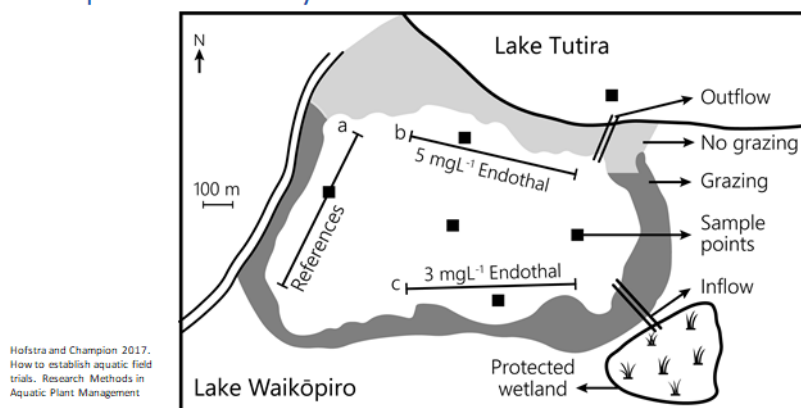 N
Lake Tutira
Outflow
a
b
No grazing
5 mgL⁻¹ Endothal
Grazing
100 m
References
Sample
points
3 mgL⁻¹ Endothal
c
Inflow
Hofstra and Champion 2017.
How to establish aquatic field
trials. Research Methods in
Aquatic Plant Management
Protected
wetland
Lake Waikōpiro